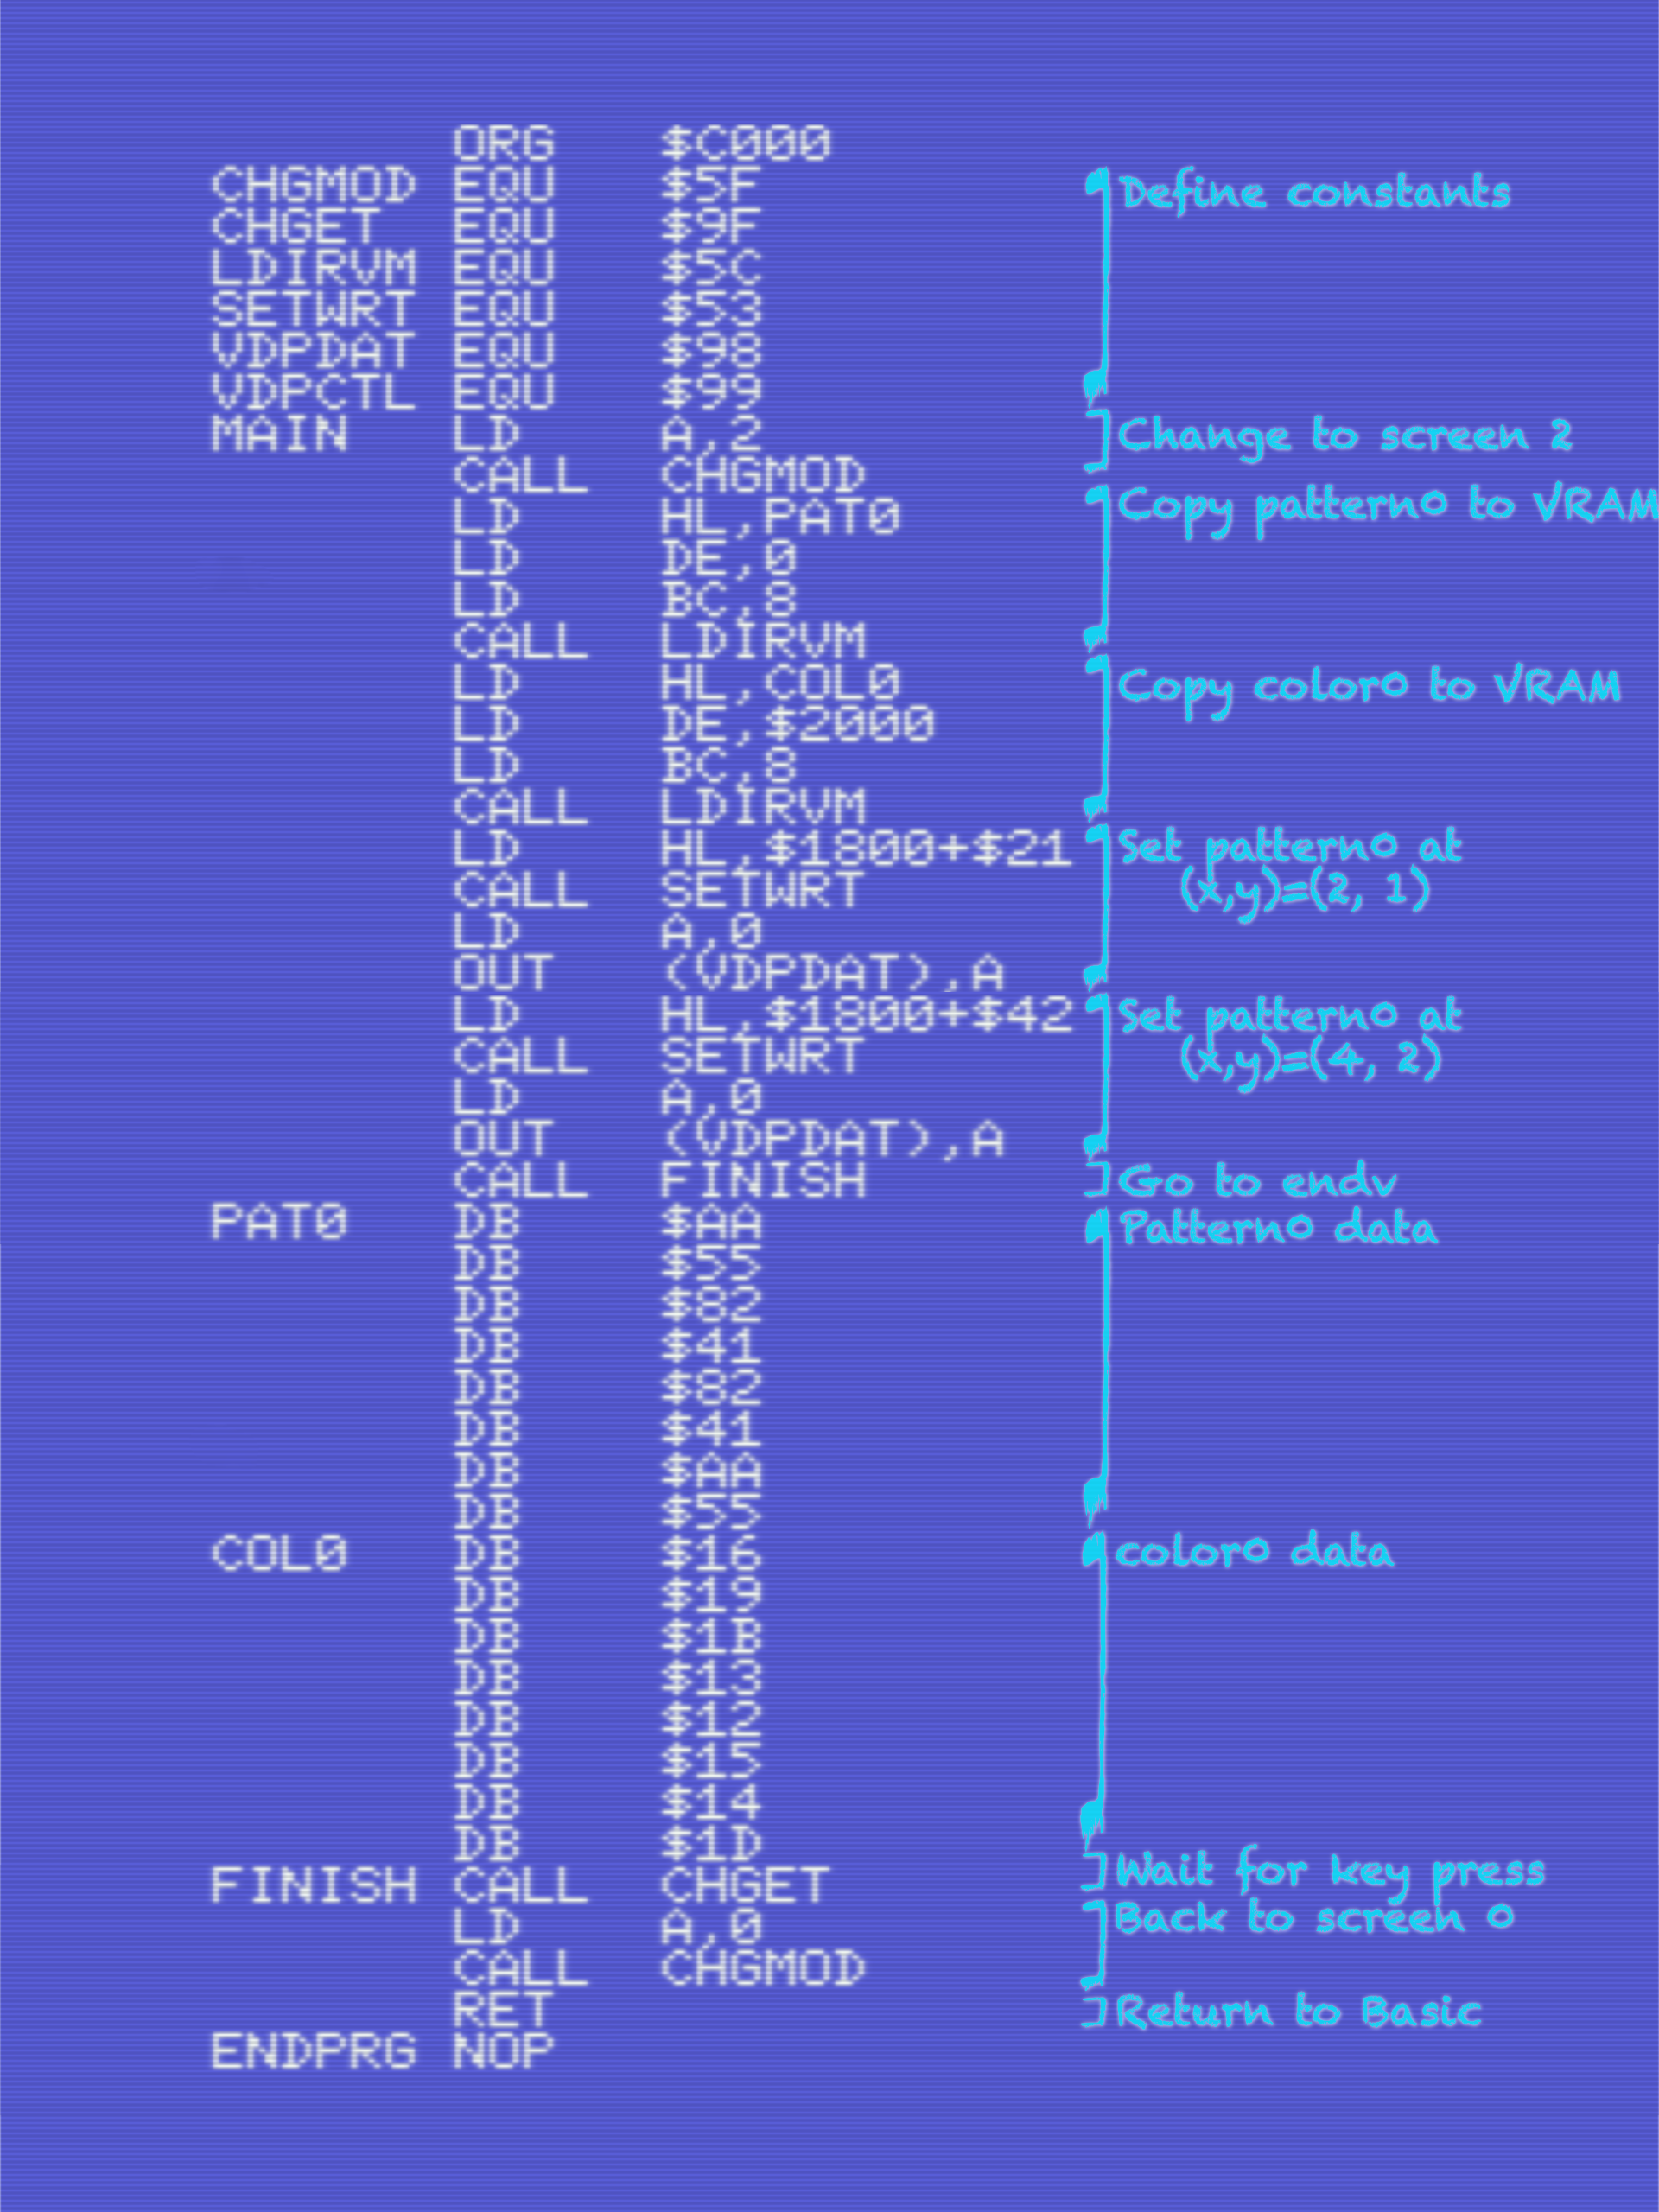 ORG $C000
CHGMOD EQU $5F Define constants
CHGET EQU $9F
LDIRVM EQU $5C
SETWRT EQU $53
VDPDAT EQU $98
VDPCTL EQU $99
MAIN LD A,2 Change to screen 2
CALL CHGMOD
LD HL,PAT0 Copy pattern0 to VRAM
LD DE,0
LD BC,8
CALL LDIRVM
LD HL,COL0 Copy color0 to VRAM
LD DE,$2000
LD BC,8
CALL LDIRVM
LD HL,$1800+$21 Set pattern0 at
CALL SETWRT (x,y)=(2, 1)
LD A,0
OUT (VDPDAT),A
LD HL,$1800+$42 Set pattern0 at
CALL SETWRT (x,y)=(4, 2)
LD A,0
OUT (VDPDAT),A
CALL FINISH Go to endv
PAT0 DB $AA Pattern0 data
DB $55
DB $82
DB $41
DB $82
DB $41
DB $AA
DB $55
COL0 DB $16 color0 data
DB $19
DB $1B
DB $13
DB $12
DB $15
DB $14
DB $1D
FINISH CALL CHGET Wait for key press
LD A,0 Back to screen 0
CALL CHGMOD
RET Return to Basic
ENDPRG NOP